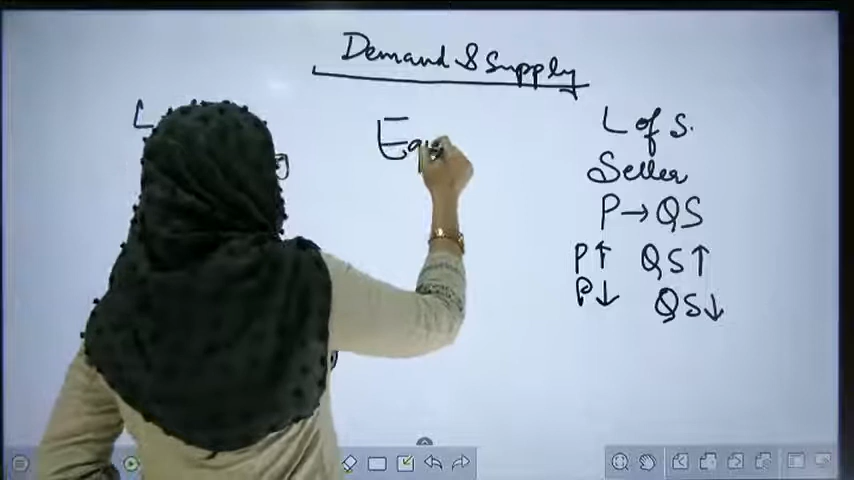 Demand & Supply
L of S.
Seller
P → QS
P↑ QS↑
P↓ QS↓